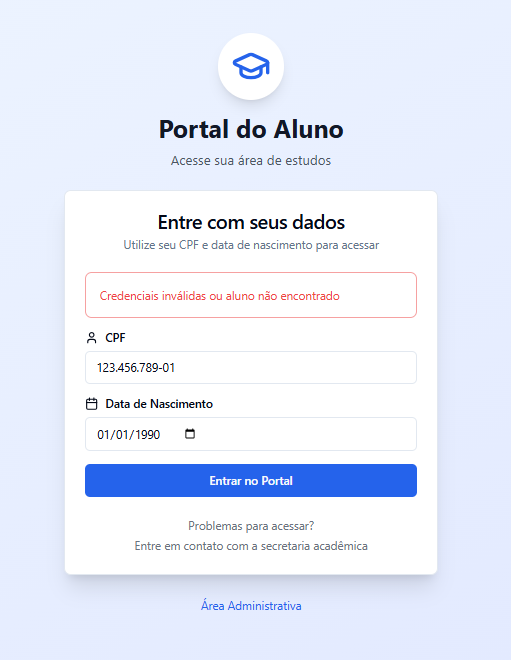 Portal do Aluno
Acesse sua área de estudos
Entre com seus dados
Utilize seu CPF e data de nascimento para acessar
Credenciais inválidas ou aluno não encontrado
CPF
123.456.789-01
Data de Nascimento
01/01/1990
Entrar no Portal
Problemas para acessar?
Entre em contato com a secretaria acadêmica
Área Administrativa